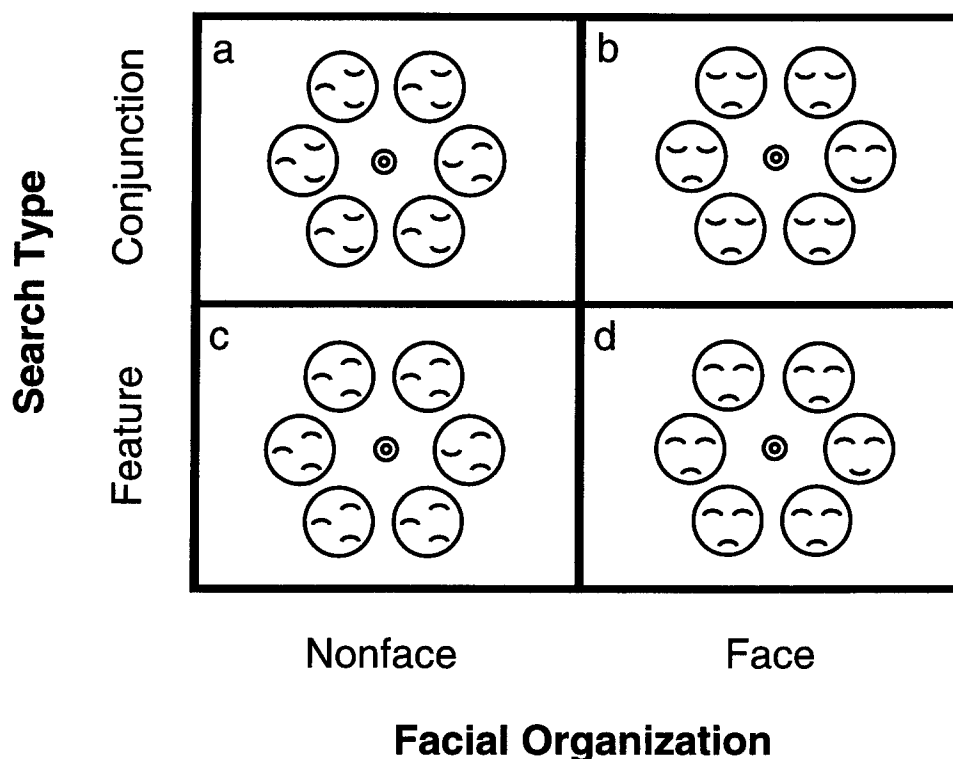 Search Type
Conjunction
Feature
a
b
c
d
Nonface
Face
Facial Organization